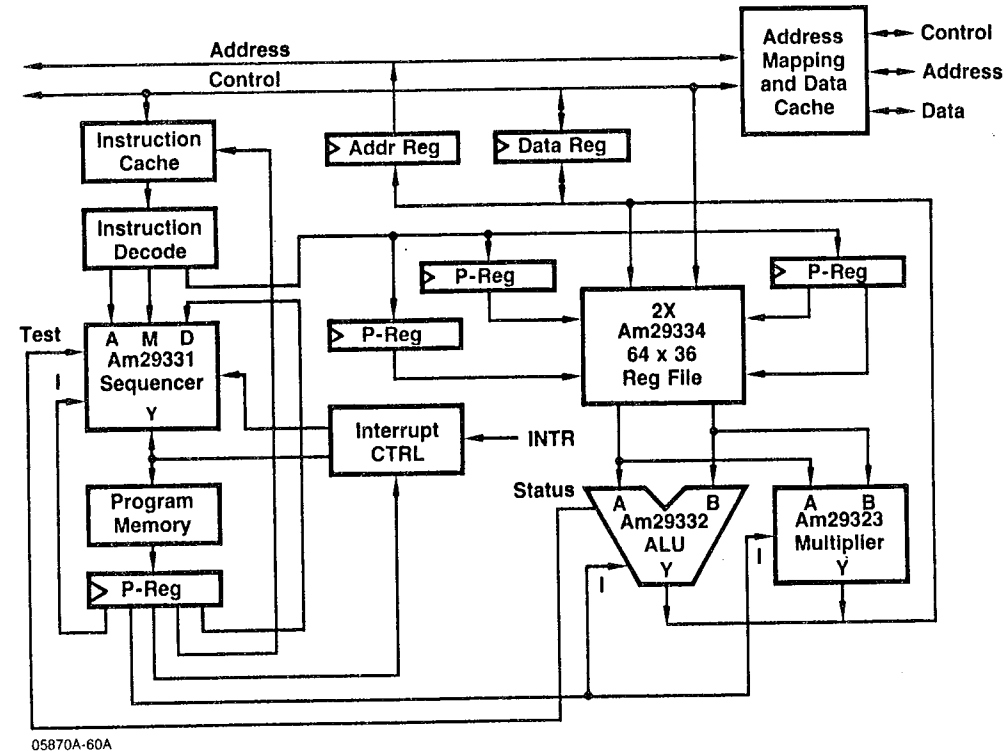 Address
Control
Address
Mapping
and Data
Cache
Control
Address
Data
Instruction
Cache
Addr Reg
Data Reg
Instruction
Decode
P-Reg
P-Reg
P-Reg
2X
Am29334
64 x 36
Reg File
Test
I
A M D
Am29331
Sequencer
Y
Interrupt
CTRL
INTR
Program
Memory
P-Reg
Status
A B
Am29332
ALU
Y
I
A B
Am29323
Multiplier
Y
I
05870A-60A